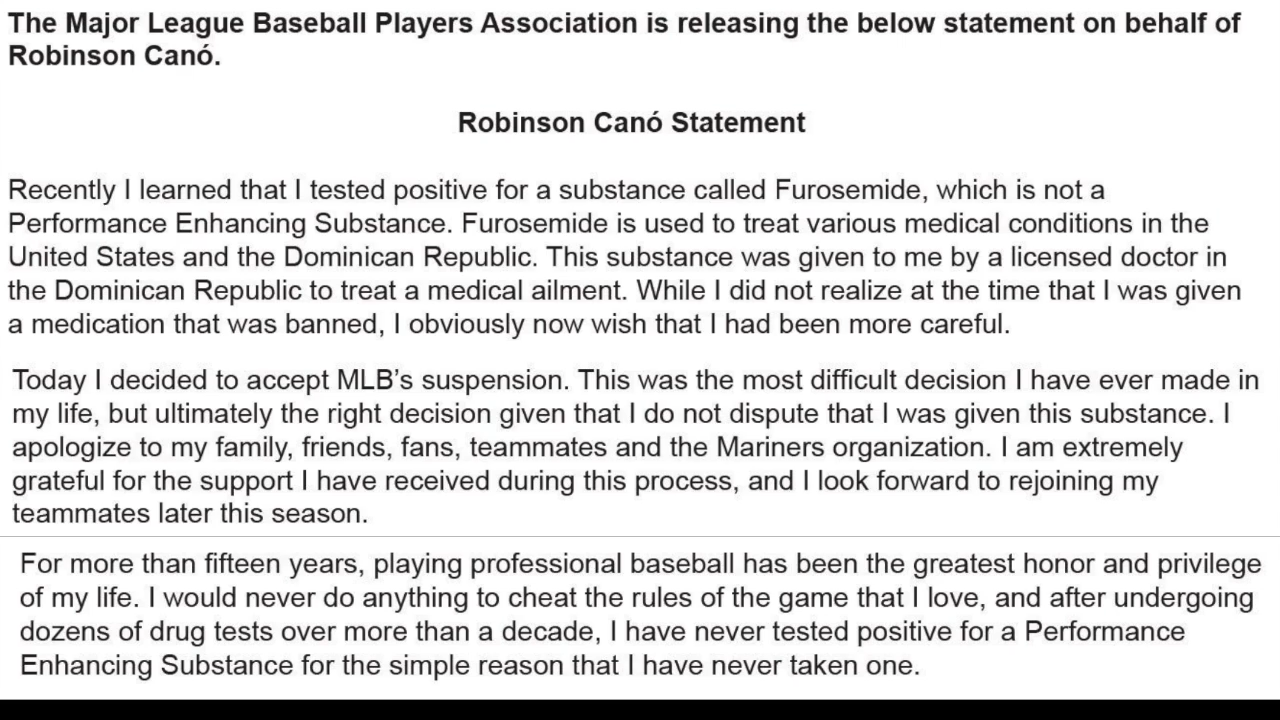 The Major League Baseball Players Association is releasing the below statement on behalf of
Robinson Canó.
Robinson Canó Statement
Recently I learned that I tested positive for a substance called Furosemide, which is not a
Performance Enhancing Substance. Furosemide is used to treat various medical conditions in the
United States and the Dominican Republic. This substance was given to me by a licensed doctor in
the Dominican Republic to treat a medical ailment. While I did not realize at the time that I was given
a medication that was banned, I obviously now wish that I had been more careful.
Today I decided to accept MLB’s suspension. This was the most difficult decision I have ever made in
my life, but ultimately the right decision given that I do not dispute that I was given this substance. I
apologize to my family, friends, fans, teammates and the Mariners organization. I am extremely
grateful for the support I have received during this process, and I look forward to rejoining my
teammates later this season.
For more than fifteen years, playing professional baseball has been the greatest honor and privilege
of my life. I would never do anything to cheat the rules of the game that I love, and after undergoing
dozens of drug tests over more than a decade, I have never tested positive for a Performance
Enhancing Substance for the simple reason that I have never taken one.